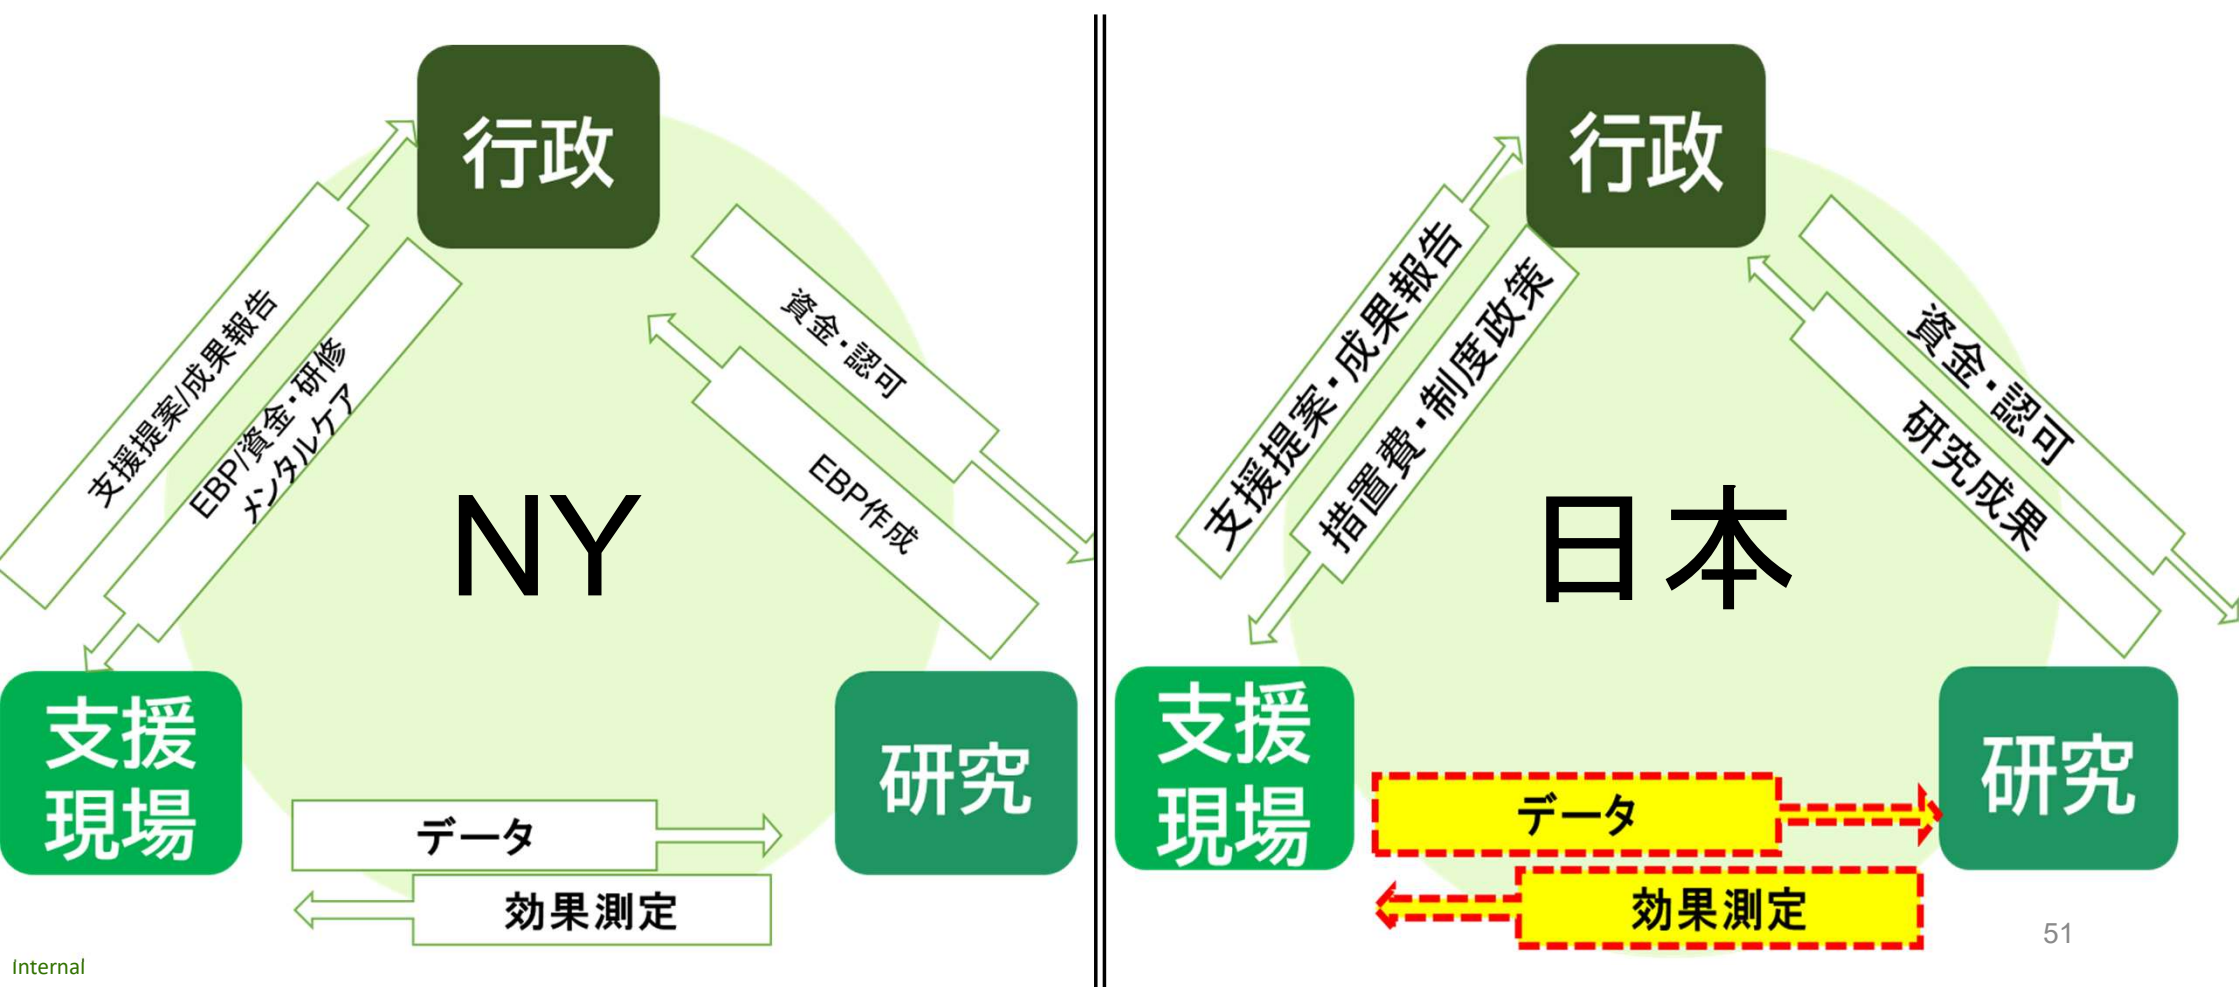 行政
支援提案/成果報告
EBP/資金・研修
メンタルケア
資金・認可
EBP作成
NY
支援
現場
研究
データ
効果測定
Internal
行政
支援提案・成果報告
措置費・制度政策
資金・認可
研究成果
日本
支援
現場
研究
データ
効果測定
51